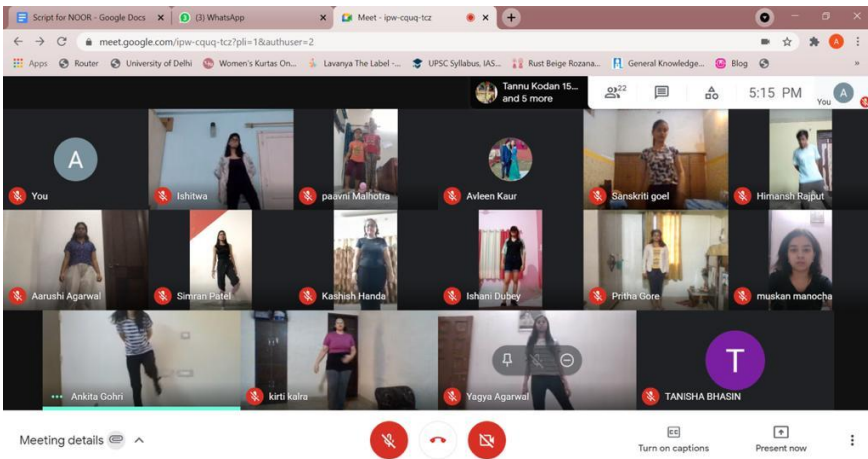 Script for NOOR - Google Docs
(3) WhatsApp
Meet - ipw-cquq-tcz
meet.google.com/ipw-cquq-tcz?pli=1&authuser=2
A
Apps Router University of Delhi Women's Kurtas On... Lavanya The Label -... UPSC Syllabus, IAS... Rust Beige Rozana... General Knowledge... Blog
Tannu Kodan 15...
and 5 more
22
5:15 PM
You
A
A
You
Ishitwa
paavni Malhotra
Avleen Kaur
Sanskriti goel
Himansh Rajput
Aarushi Agarwal
Simran Patel
Kashish Handa
Ishani Dubey
Pritha Gore
muskan manocha
Ankita Gohri
kirti kalra
Yagya Agarwal
T
TANISHA BHASIN
Meeting details
CC
Turn on captions
Present now